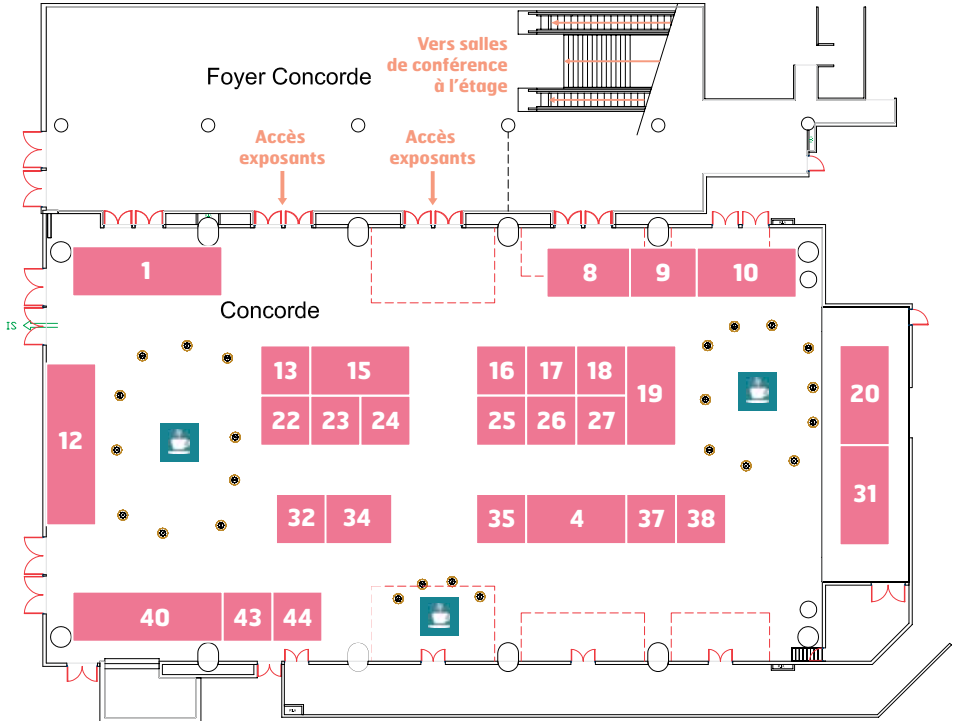 Vers salles
de conférence
à l'étage
Foyer Concorde
Accès
exposants
Accès
exposants
1
8
9
10
Concorde
IS
13
15
16
17
18
19
20
12
22
23
24
25
26
27
31
32
34
35
4
37
38
40
43
44